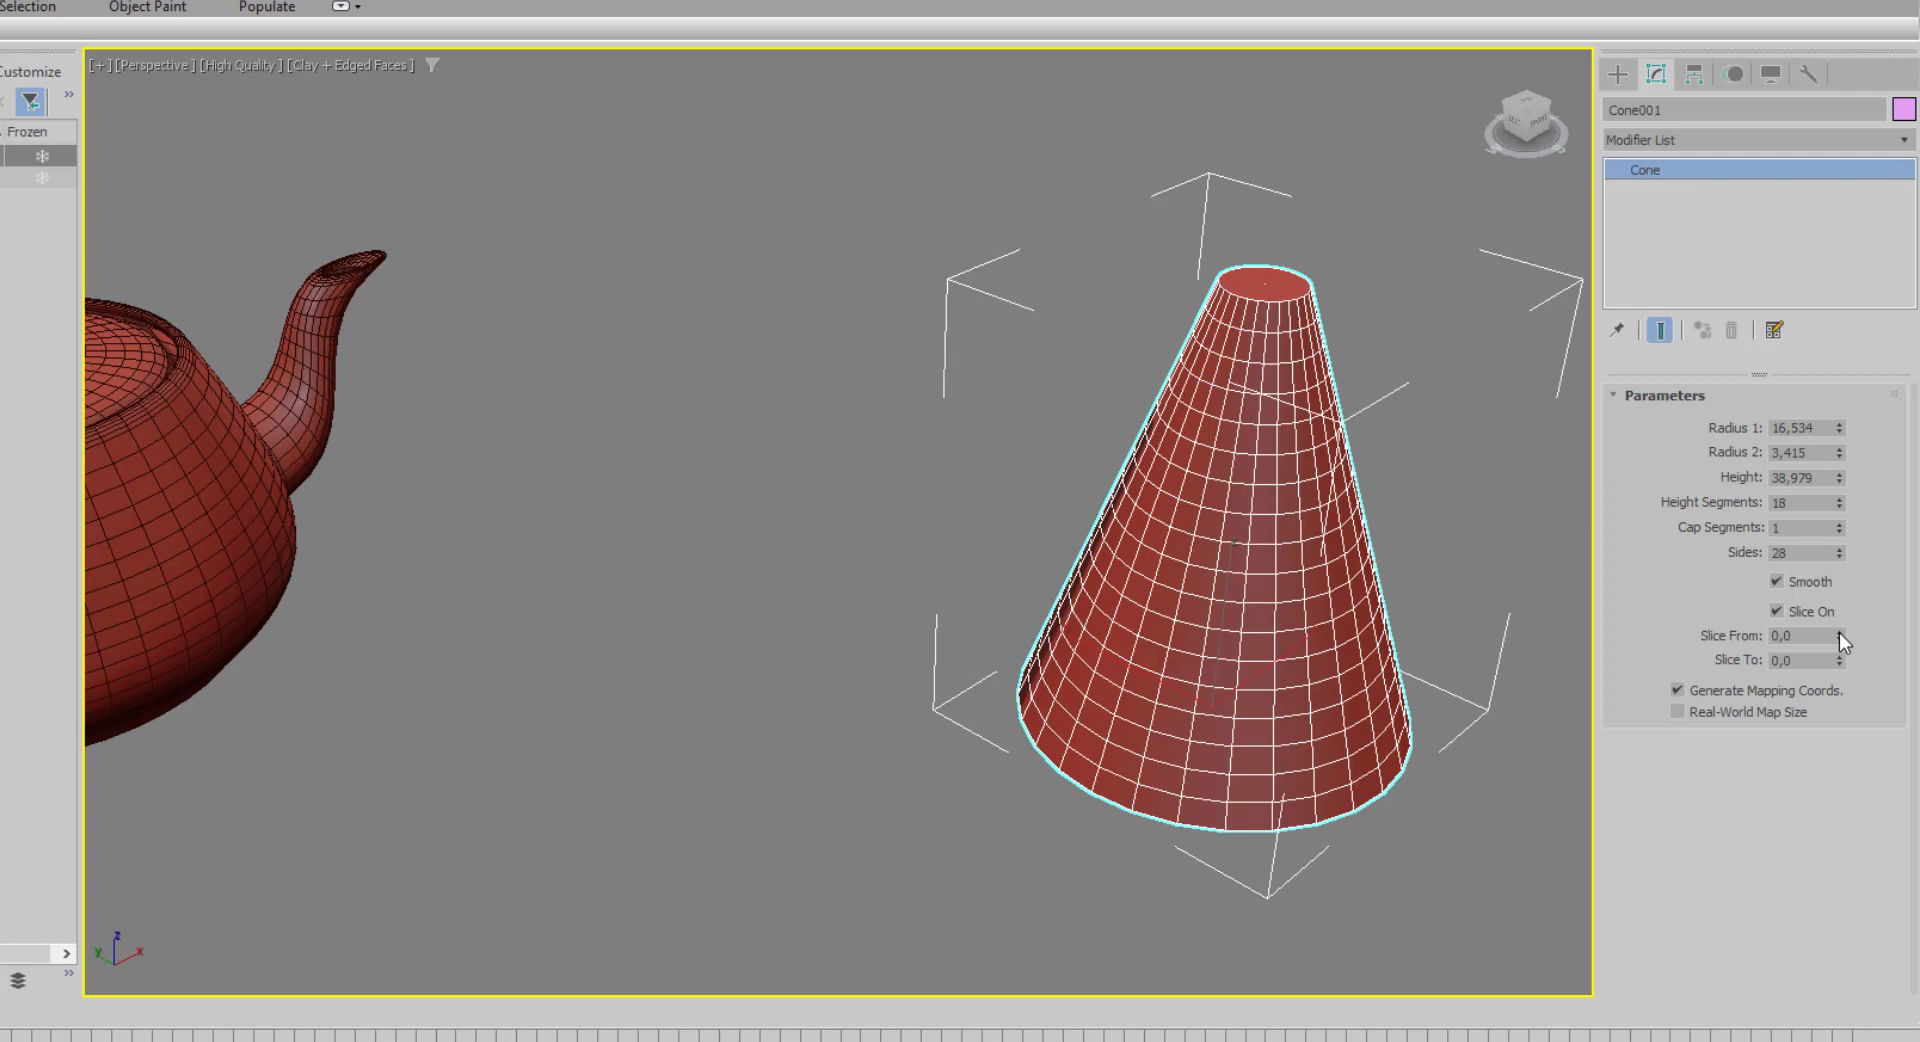 Selection Object Paint Populate
Customize
Frozen
[+] [Perspective] [High Quality] [Clay + Edged Faces]
z
y
x
Cone001
Modifier List
Cone
Parameters
Radius 1: 16,534
Radius 2: 3,415
Height: 38,979
Height Segments: 18
Cap Segments: 1
Sides: 28
Smooth
Slice On
Slice From: 0,0
Slice To: 0,0
Generate Mapping Coords.
Real-World Map Size